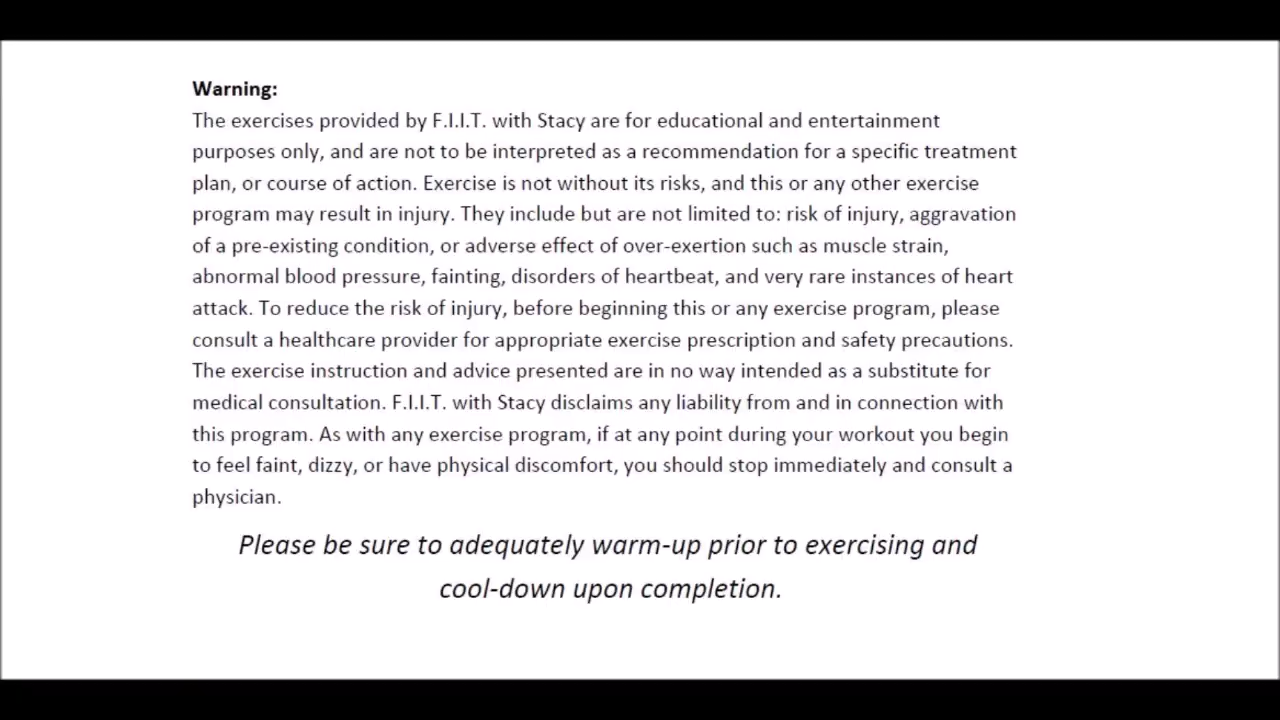 Warning:
The exercises provided by F.I.I.T. with Stacy are for educational and entertainment
purposes only, and are not to be interpreted as a recommendation for a specific treatment
plan, or course of action. Exercise is not without its risks, and this or any other exercise
program may result in injury. They include but are not limited to: risk of injury, aggravation
of a pre-existing condition, or adverse effect of over-exertion such as muscle strain,
abnormal blood pressure, fainting, disorders of heartbeat, and very rare instances of heart
attack. To reduce the risk of injury, before beginning this or any exercise program, please
consult a healthcare provider for appropriate exercise prescription and safety precautions.
The exercise instruction and advice presented are in no way intended as a substitute for
medical consultation. F.I.I.T. with Stacy disclaims any liability from and in connection with
this program. As with any exercise program, if at any point during your workout you begin
to feel faint, dizzy, or have physical discomfort, you should stop immediately and consult a
physician.
Please be sure to adequately warm-up prior to exercising and
cool-down upon completion.